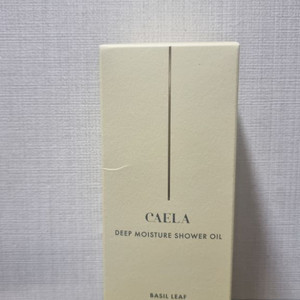 CAELA
DEEP MOISTURE SHOWER OIL
BASIL LEAF